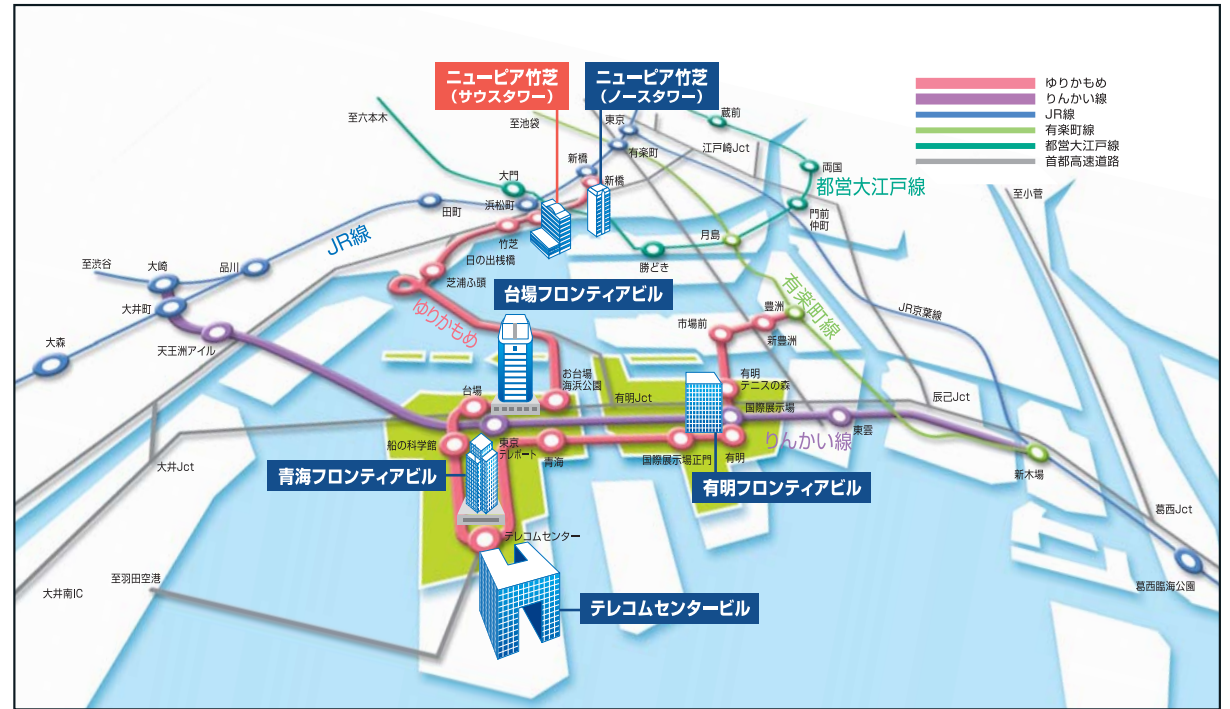 ニューピア竹芝
（サウスタワー）
ニューピア竹芝
（ノースタワー）
ゆりかもめ
りんかい線
JR線
有楽町線
都営大江戸線
首都高速道路
至六本木
至池袋
東京
蔵前
江戸崎Jct
有楽町
新橋
新橋
両国
大門
都営大江戸線
至小菅
浜松町
田町
門前
仲町
竹芝
月島
JR線
日の出桟橋
勝どき
至渋谷
大崎
品川
芝浦ふ頭
台場フロンティアビル
有楽町線
大井町
ゆりかもめ
豊洲
JR京葉線
市場前
新豊洲
大森
天王洲アイル
お台場
海浜公園
有明
テニスの森
台場
有明Jct
辰己Jct
国際展示場
東雲
船の科学館
東京
テレポート
りんかい線
青海
国際展示場正門
有明
大井Jct
新木場
青海フロンティアビル
有明フロンティアビル
葛西Jct
テレコムセンター
至羽田空港
大井南IC
葛西臨海公園
テレコムセンタービル